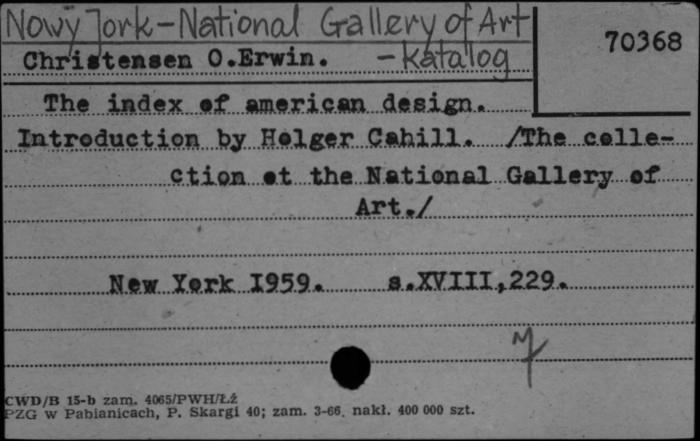 Nowy Jork - National Gallery of Art
- Katalog
70368
Christensen O.Erwin.
The index of american design.
Introduction by Holger Cahill. /The colle-
ction et the National Gallery of
Art./
New York I959. s.XVIII,229.
CWD/B 15-b zam. 4065/PWH/Łż
PZG w Pabianicach, P. Skargi 40; zam. 3-66. nakł. 400 000 szt.